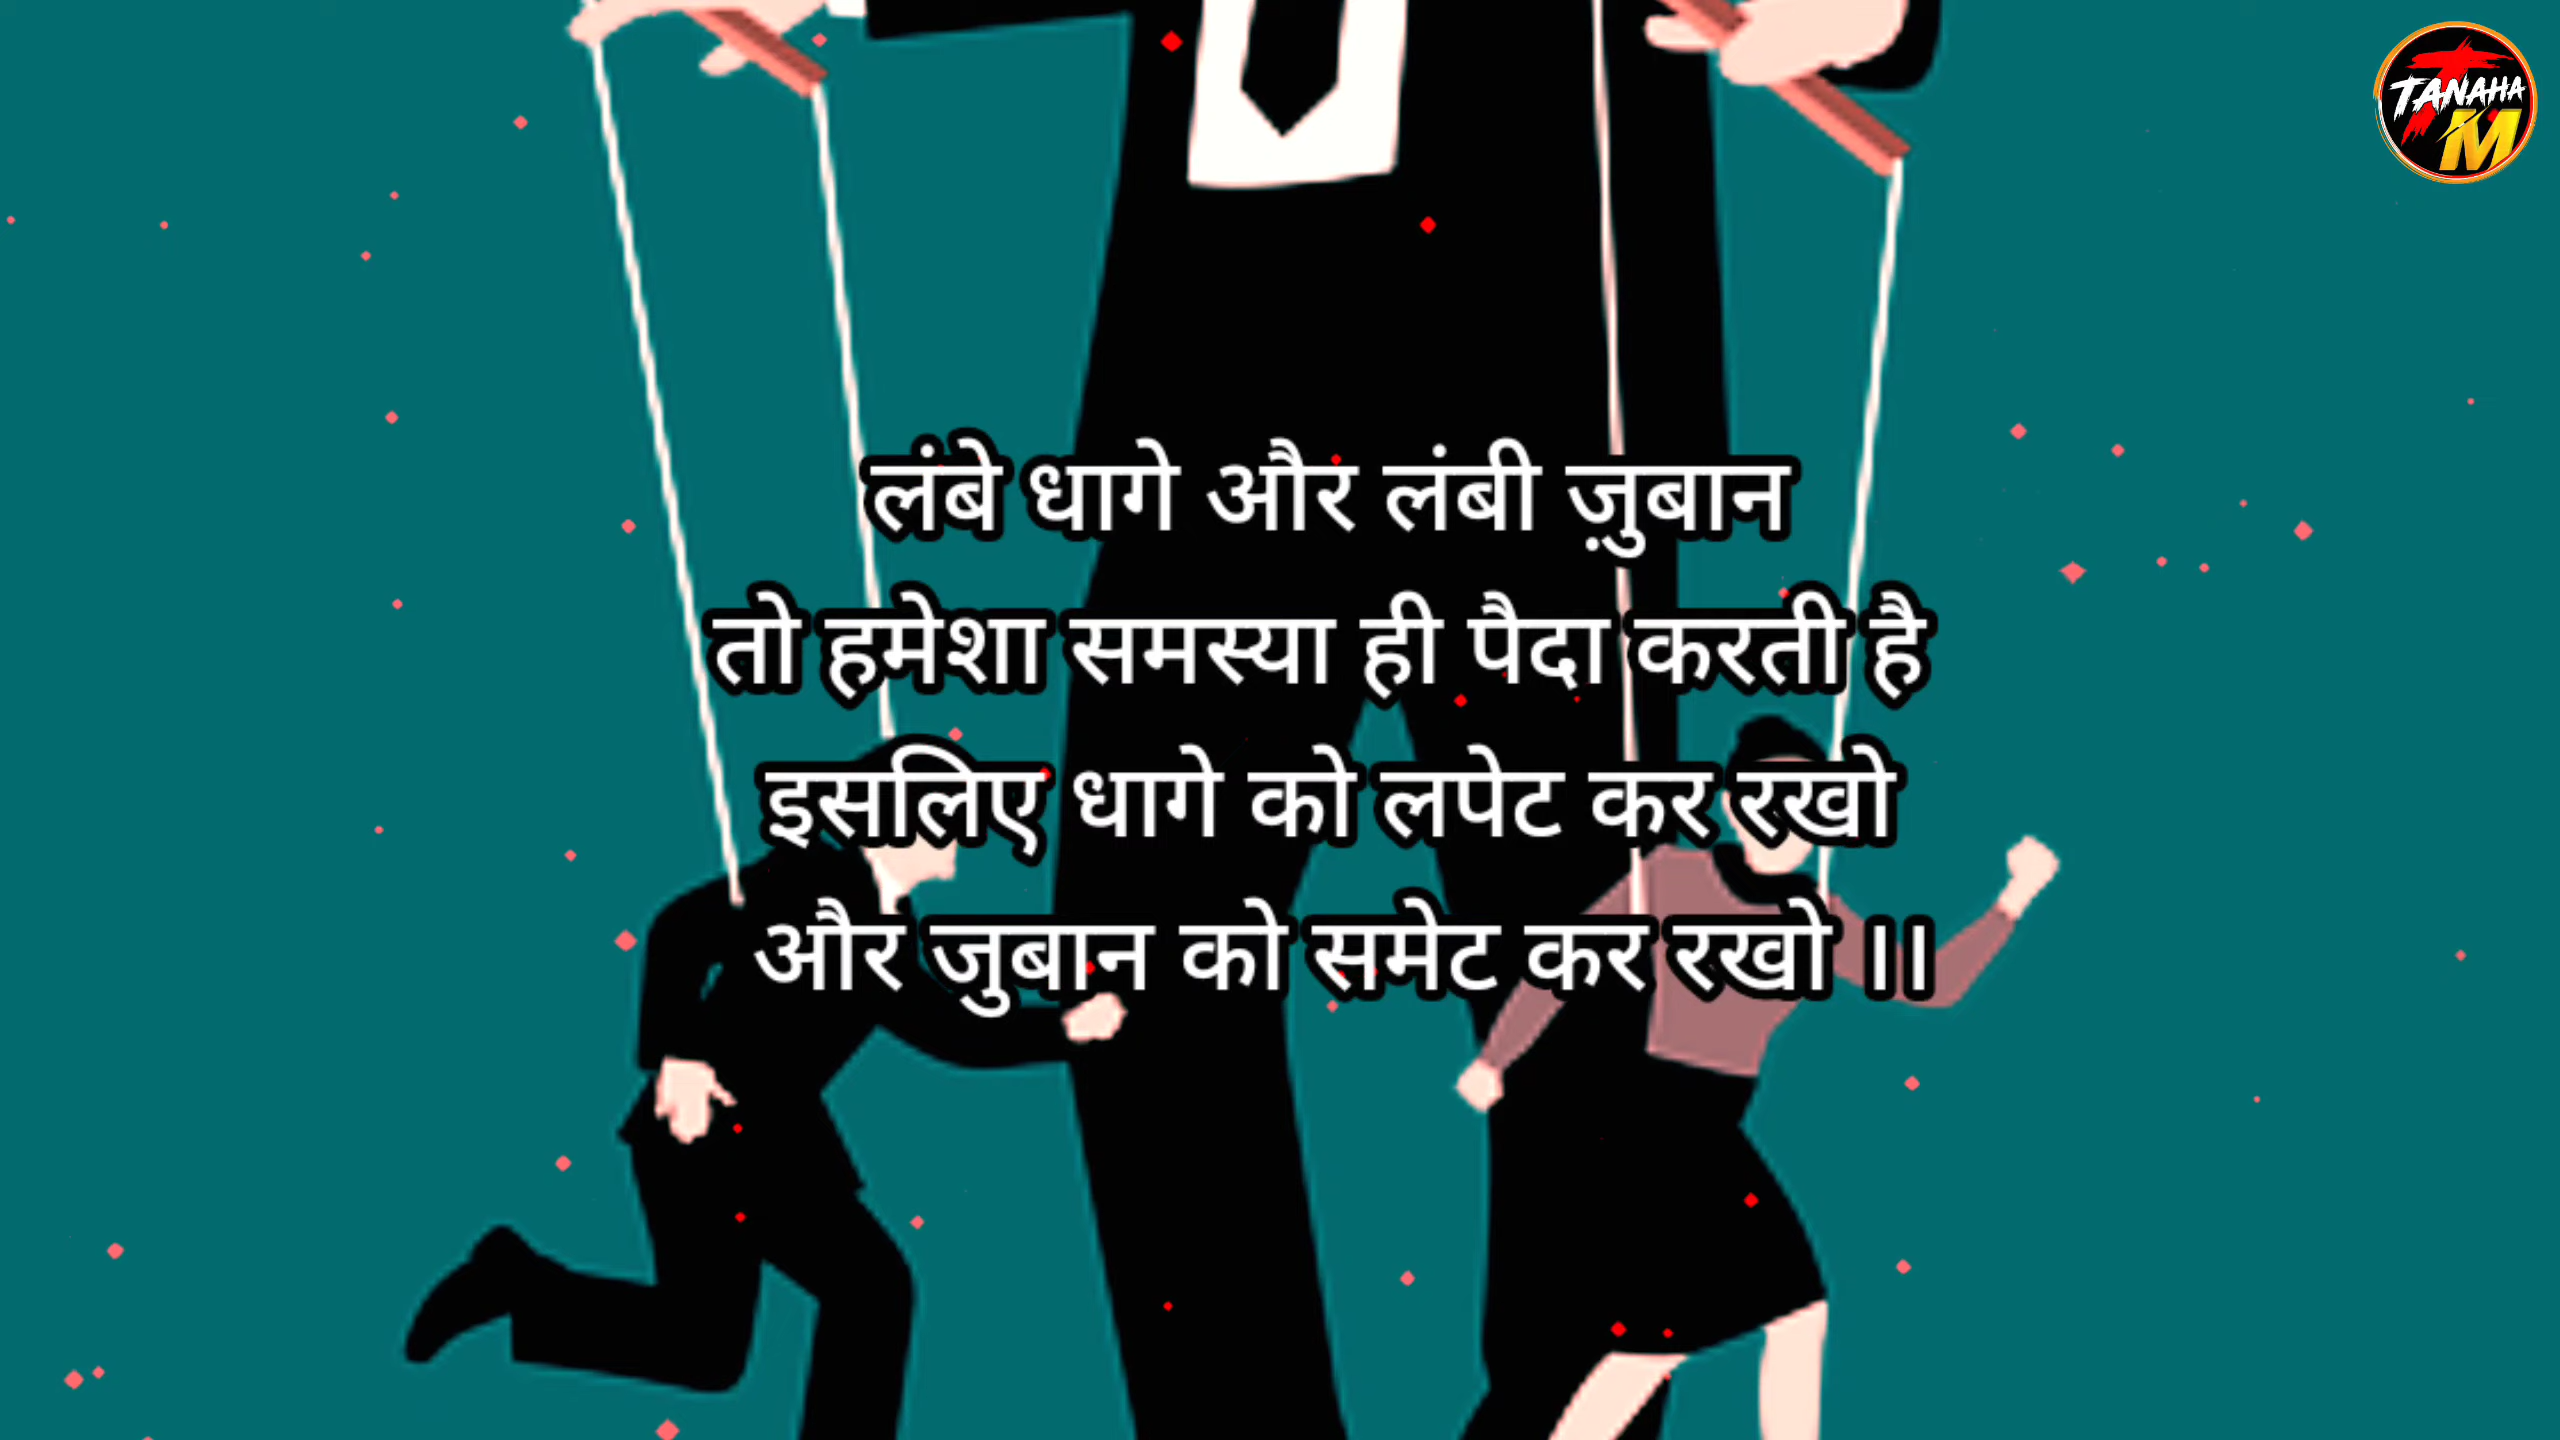 TANAHA
M
लंबे धागे और लंबी ज़ुबान
तो हमेशा समस्या ही पैदा करती है
इसलिए धागे को लपेट कर रखो
और जुबान को समेट कर रखो ।।